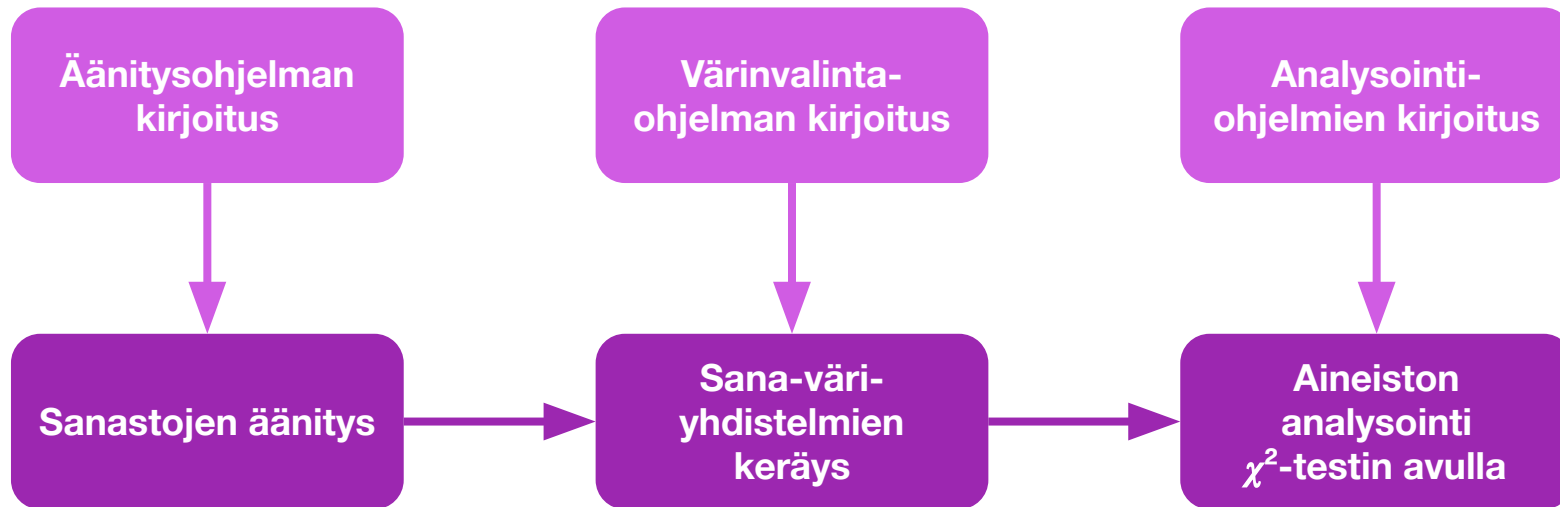 Äänitysohjelman
kirjoitus
Värinvalinta-
ohjelman kirjoitus
Analysointi-
ohjelmien kirjoitus
Sanastojen äänitys
Sana-väri-
yhdistelmien
keräys
Aineiston
analysointi
χ²-testin avulla